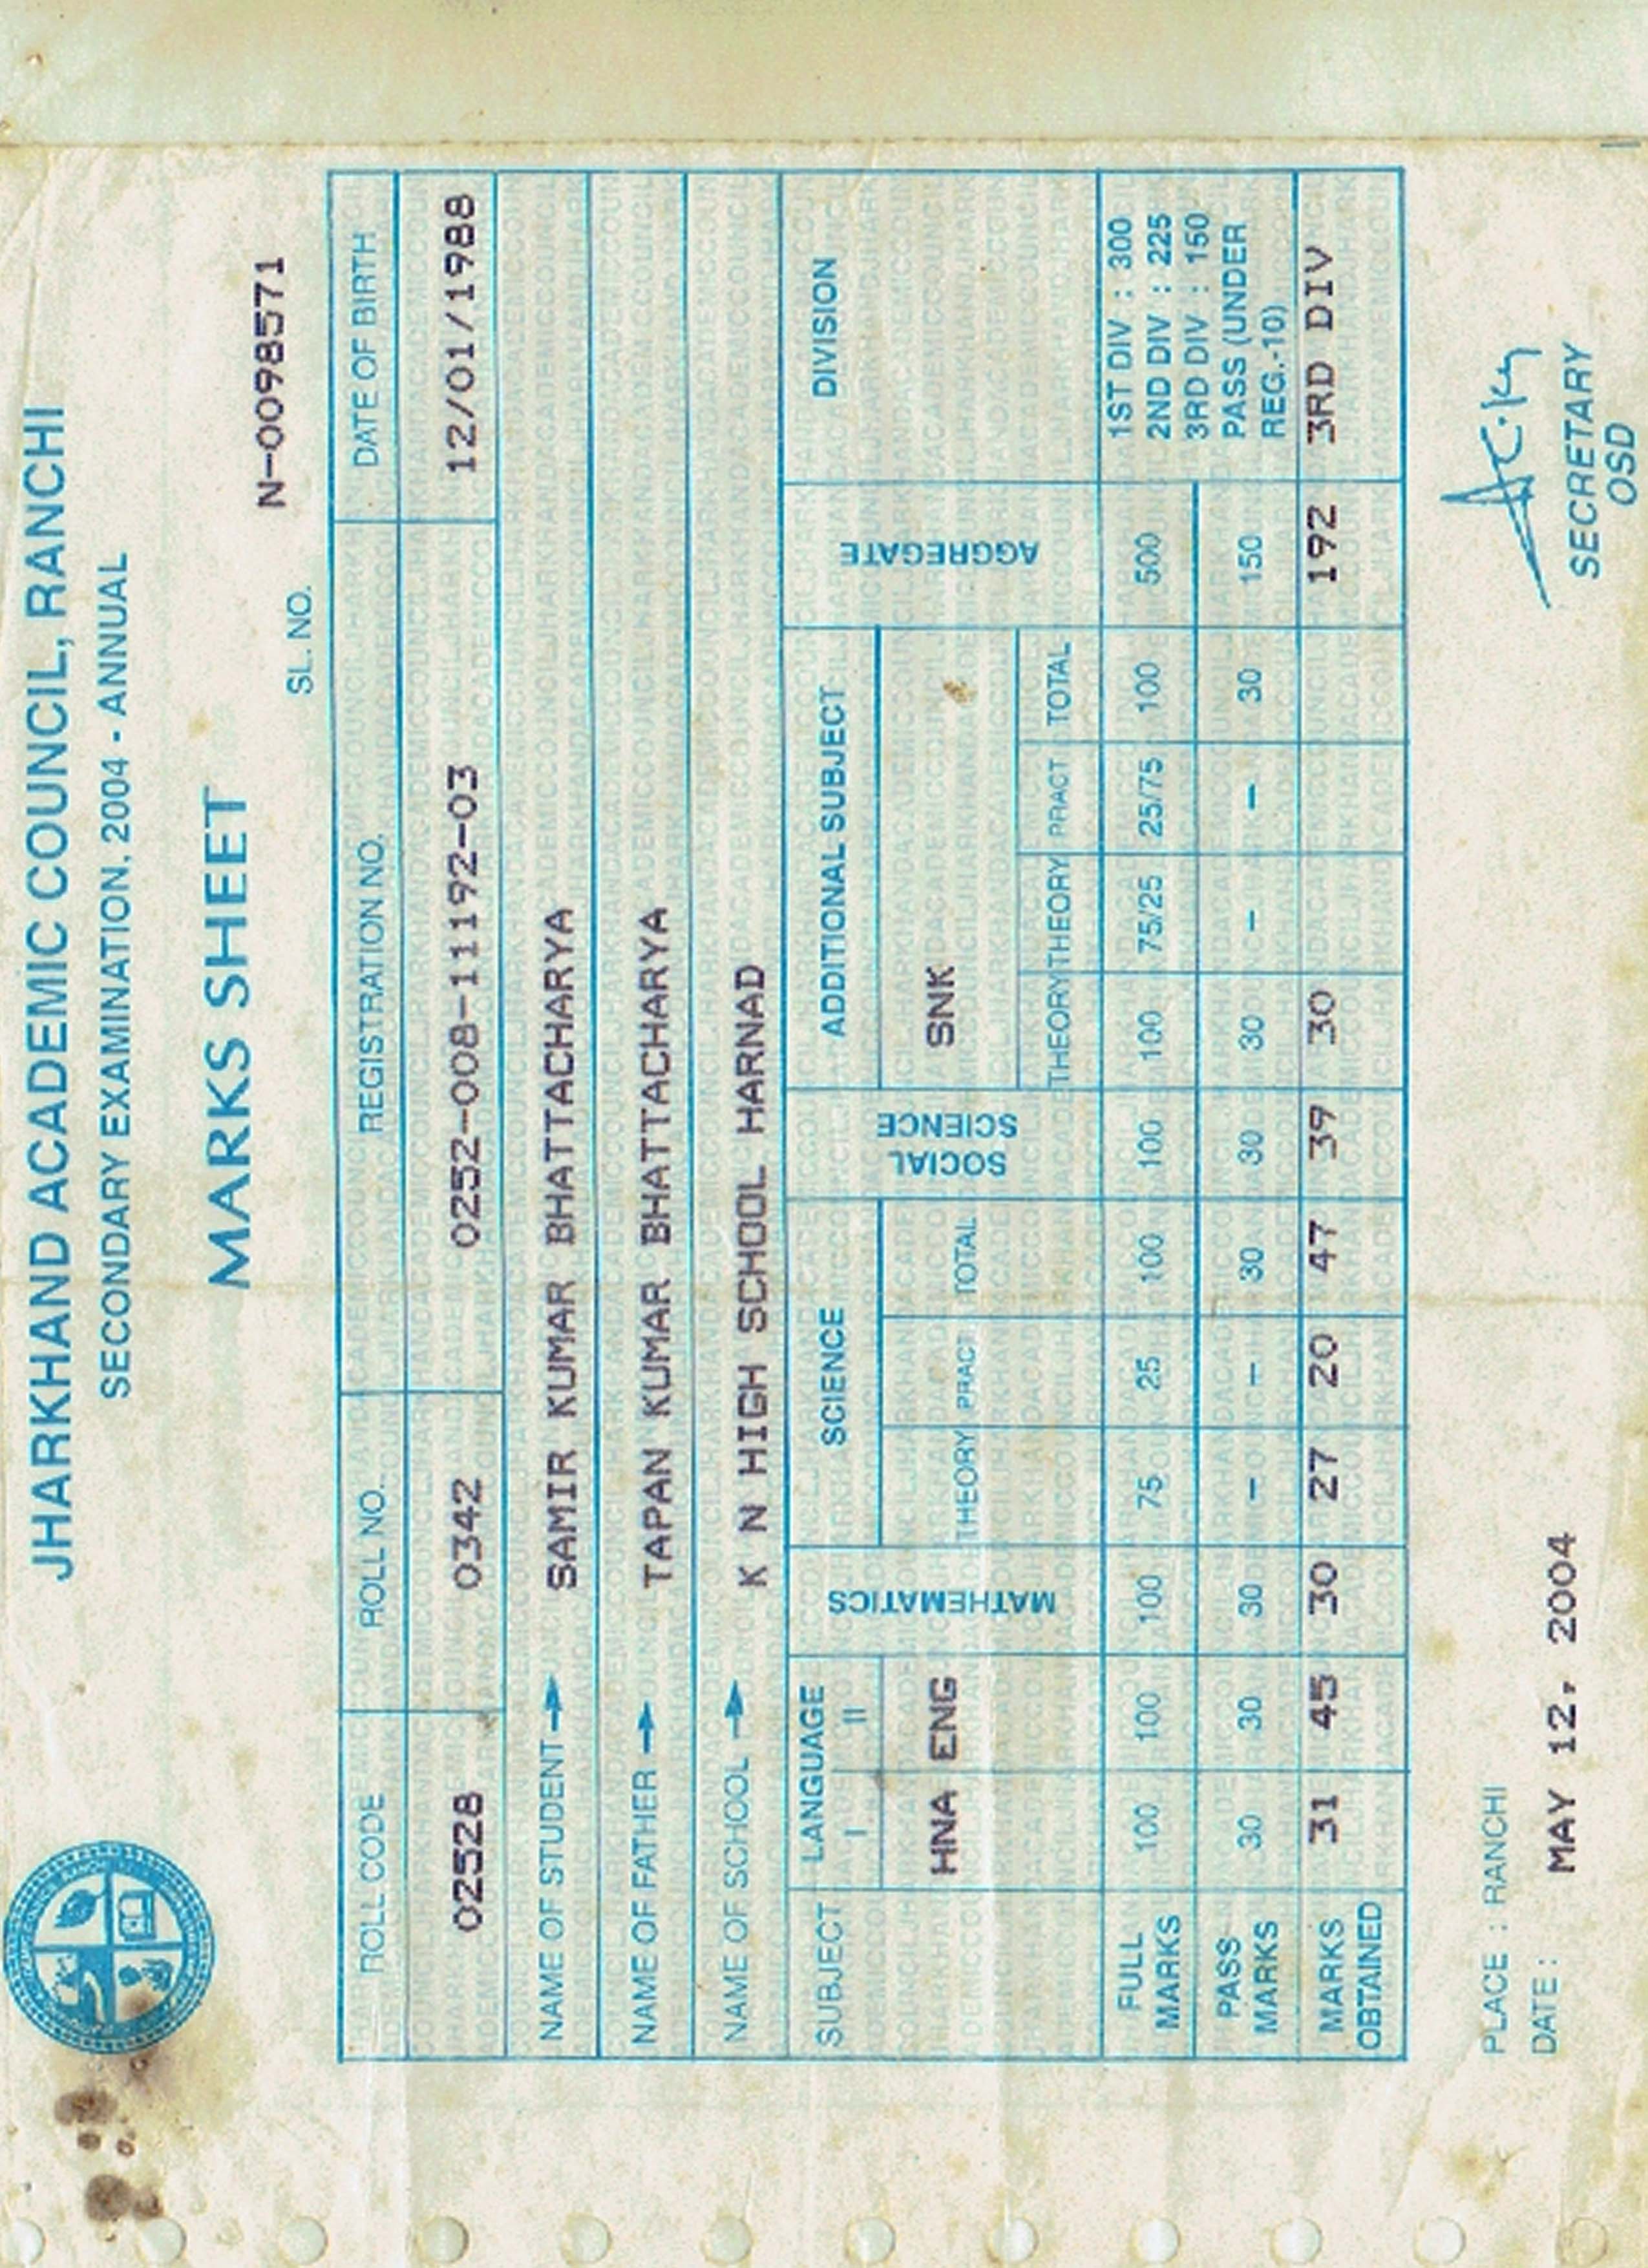 JHARKHAND ACADEMIC COUNCIL, RANCHI
SECONDARY EXAMINATION, 2004 - ANNUAL
MARKS SHEET
SL. NO. N-0098571
ROLL CODE ROLL NO. REGISTRATION NO. DATE OF BIRTH
02528 0342 0252-008-11192-03 12/01/1988
NAME OF STUDENT → SAMIR KUMAR BHATTACHARYA
NAME OF FATHER → TAPAN KUMAR BHATTACHARYA
NAME OF SCHOOL → K N HIGH SCHOOL HARNAD
SUBJECT LANGUAGE MATHEMATICS SCIENCE SOCIAL SCIENCE ADDITIONAL SUBJECT AGGREGATE DIVISION
I II
HNA ENG SNK
THEORY PRACT TOTAL THEORY THEORY PRACT TOTAL
FULL MARKS 100 100 100 75 25 100 100 100 75/25 25/75 100 500
PASS MARKS 30 30 30 - - 30 30 30 - - 30 150
1ST DIV : 300
2ND DIV : 225
3RD DIV : 150
PASS (UNDER
REG.-10)
MARKS OBTAINED 31 45 30 27 20 47 39 30 192 3RD DIV
PLACE : RANCHI
DATE : MAY 12, 2004
SECRETARY
OSD